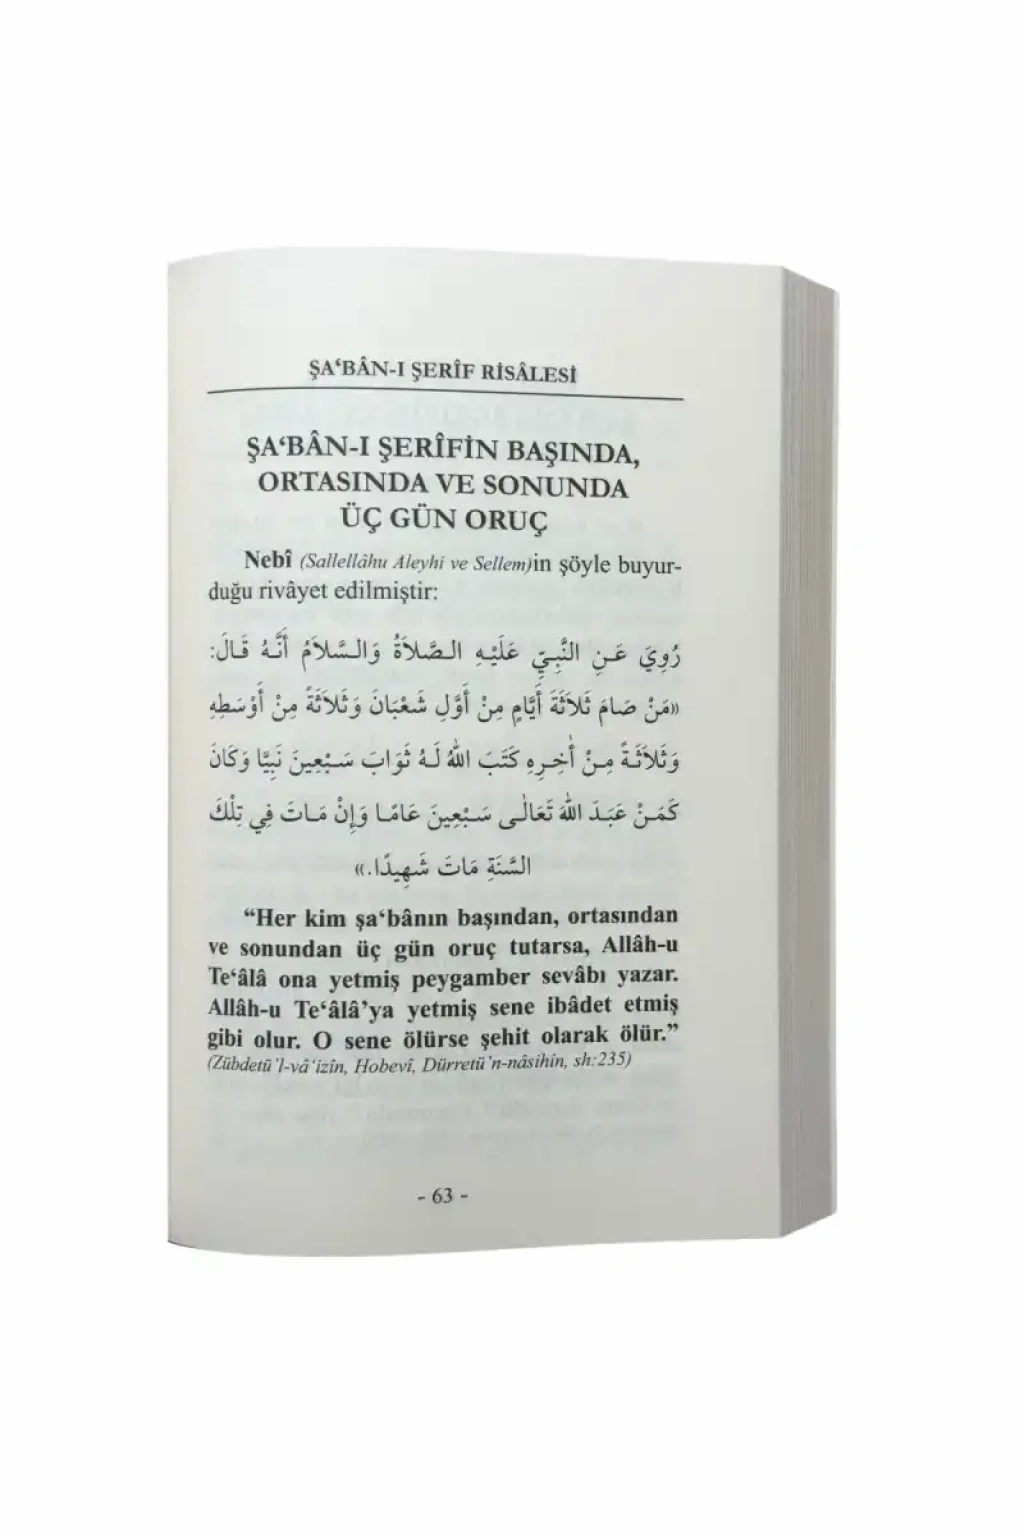 ŞA‘BÂN-I ŞERÎF RİSÂLESİ
ŞA‘BÂN-I ŞERÎFİN BAŞINDA,
ORTASINDA VE SONUNDA
ÜÇ GÜN ORUÇ
Nebî (Sallellâhu Aleyhi ve Sellem)in şöyle buyur-
duğu rivâyet edilmiştir:
رُوِيَ عَنِ النَّبِيِّ عَلَيْهِ الصَّلَاةُ وَالسَّلَامُ أَنَّهُ قَالَ:
«مَنْ صَامَ ثَلَاثَةَ أَيَّامٍ مِنْ أَوَّلِ شَعْبَانَ وَثَلَاثَةً مِنْ أَوْسَطِهِ
وَثَلَاثَةً مِنْ أٰخِرِهِ كَتَبَ اللهُ لَهُ ثَوَابَ سَبْعِينَ نَبِيًّا وَكَانَ
كَمَنْ عَبَدَ اللهَ تَعَالٰى سَبْعِينَ عَامًا وَإِنْ مَاتَ فِي تِلْكَ
السَّنَةِ مَاتَ شَهِيدًا.»
“Her kim şa‘bânın başından, ortasından
ve sonundan üç gün oruç tutarsa, Allâh-u
Te‘âlâ ona yetmiş peygamber sevâbı yazar.
Allâh-u Te‘âlâ’ya yetmiş sene ibâdet etmiş
gibi olur. O sene ölürse şehit olarak ölür.”
(Zübdetü’l-vâ‘izîn, Hobevî, Dürretü’n-nâsihîn, sh:235)
- 63 -